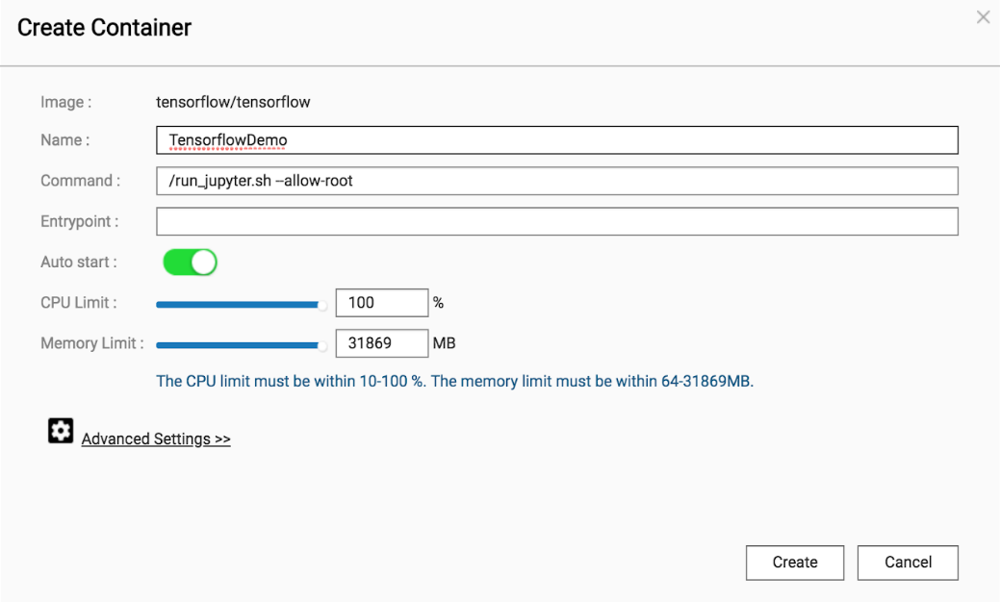 Create Container
Image : tensorflow/tensorflow
Name : TensorflowDemo
Command : /run_jupyter.sh --allow-root
Entrypoint :
Auto start :
CPU Limit : 100 %
Memory Limit : 31869 MB
The CPU limit must be within 10-100 %. The memory limit must be within 64-31869MB.
Advanced Settings >>
Create Cancel